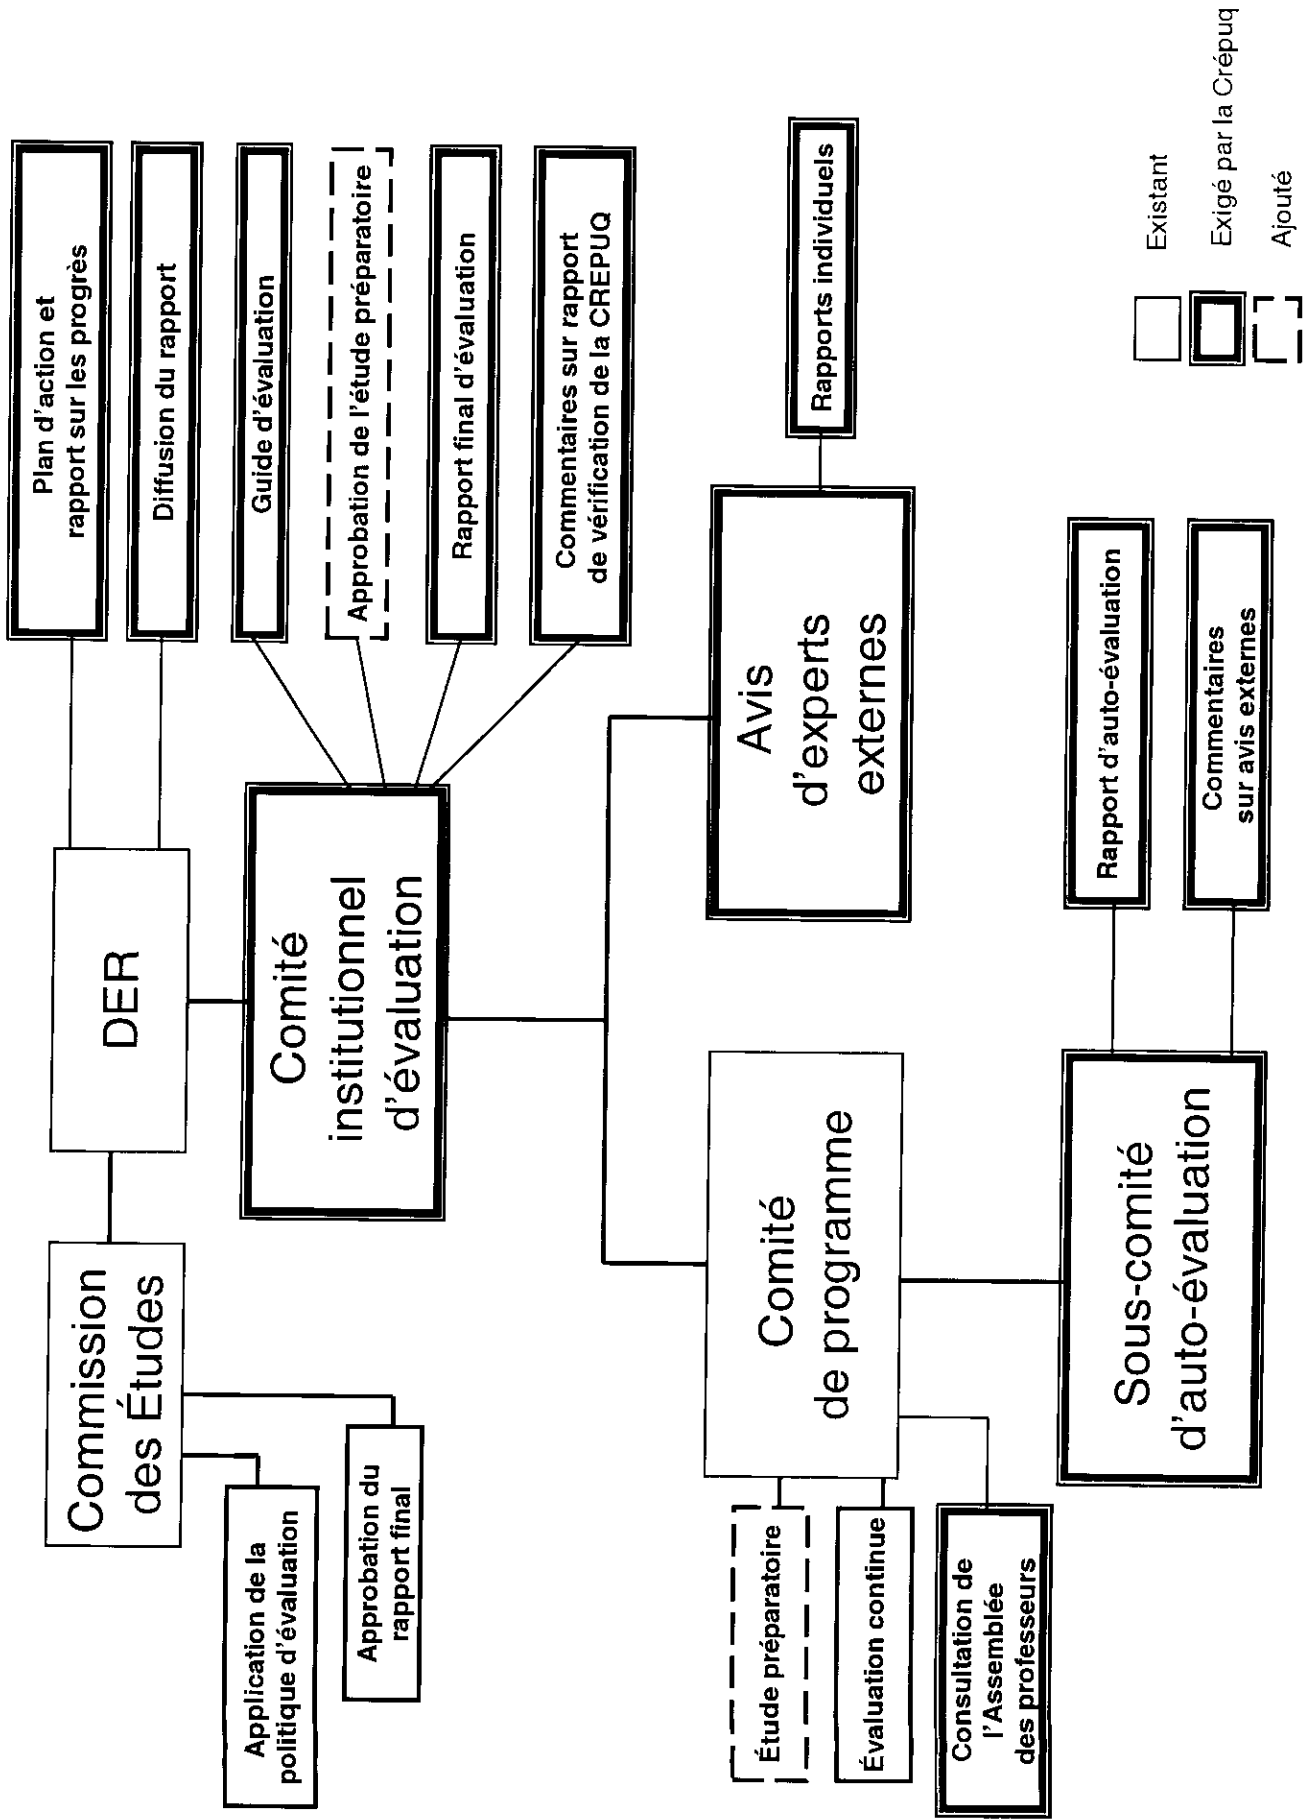 Commission
des Études
DER
Plan d'action et
rapport sur les progrès
Diffusion du rapport
Application de la
politique d'évaluation
Approbation du
rapport final
Comité
institutionnel
d'évaluation
Guide d'évaluation
Approbation de l'étude préparatoire
Rapport final d'évaluation
Commentaires sur rapport
de vérification de la CREPUQ
Comité
de programme
Avis
d'experts
externes
Rapports individuels
Étude préparatoire
Évaluation continue
Consultation de
l'Assemblée
des professeurs
Sous-comité
d'auto-évaluation
Rapport d'auto-évaluation
Commentaires
sur avis externes
Existant
Exigé par la Crépuq
Ajouté